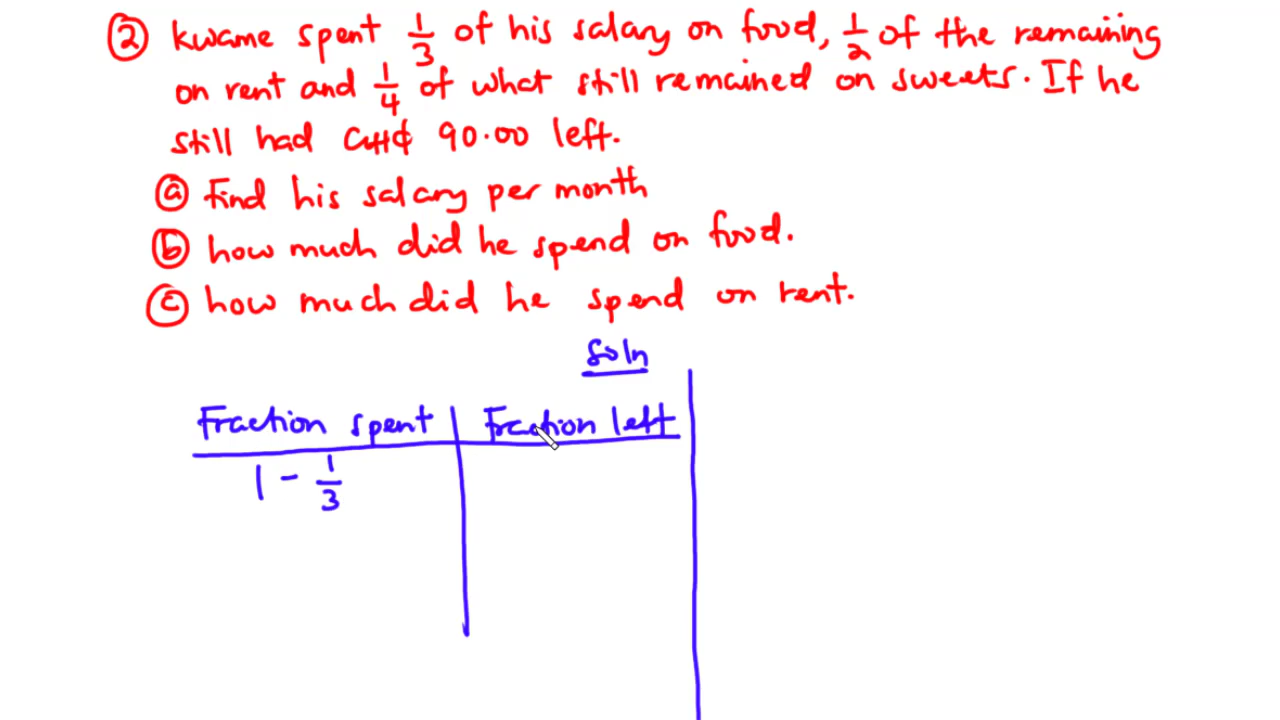 ② Kwame spent 1/3 of his salary on food, 1/2 of the remaining
on rent and 1/4 of what still remained on sweets. If he
still had GH¢ 90.00 left.
ⓐ Find his salary per month
ⓑ how much did he spend on food.
ⓒ how much did he spend on rent.
Soln
Fraction spent | Fraction left
1 - 1/3